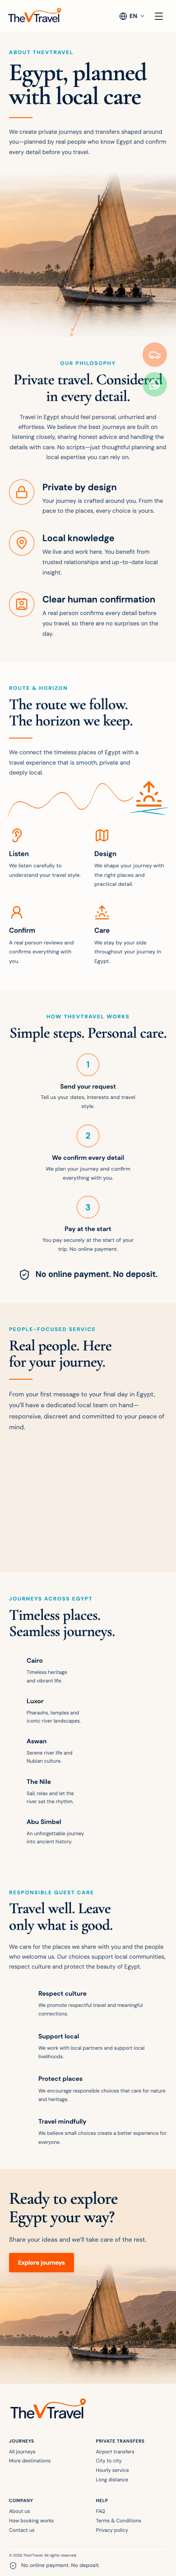 TheVTravel
EN
ABOUT THEVTRAVEL
Egypt, planned
with local care
We create private journeys and transfers shaped around
you—planned by real people who know Egypt and confirm
every detail before you travel.
OUR PHILOSOPHY
Private travel. Considered
in every detail.
Travel in Egypt should feel personal, unhurried and
effortless. We believe the best journeys are built on
listening closely, sharing honest advice and handling the
details with care. No scripts—just thoughtful planning and
local expertise you can rely on.
Private by design
Your journey is crafted around you. From the
pace to the places, every choice is yours.
Local knowledge
We live and work here. You benefit from
trusted relationships and up-to-date local
insight.
Clear human confirmation
A real person confirms every detail before
you travel, so there are no surprises on the
day.
ROUTE & HORIZON
The route we follow.
The horizon we keep.
We connect the timeless places of Egypt with a
travel experience that is smooth, private and
deeply local.
Listen
We listen carefully to
understand your travel style.
Design
We shape your journey with
the right places and
practical detail.
Confirm
A real person reviews and
confirms everything with
you.
Care
We stay by your side
throughout your journey in
Egypt.
HOW THEVTRAVEL WORKS
Simple steps. Personal care.
1
Send your request
Tell us your dates, interests and travel
style.
2
We confirm every detail
We plan your journey and confirm
everything with you.
3
Pay at the start
You pay securely at the start of your
trip. No online payment.
No online payment. No deposit.
PEOPLE-FOCUSED SERVICE
Real people. Here
for your journey.
From your first message to your final day in Egypt,
you'll have a dedicated local team on hand—
responsive, discreet and committed to your peace of
mind.
JOURNEYS ACROSS EGYPT
Timeless places.
Seamless journeys.
Cairo
Timeless heritage
and vibrant life.
Luxor
Pharaohs, temples and
iconic river landscapes.
Aswan
Serene river life and
Nubian culture.
The Nile
Sail, relax and let the
river set the rhythm.
Abu Simbel
An unforgettable journey
into ancient history.
RESPONSIBLE GUEST CARE
Travel well. Leave
only what is good.
We care for the places we share with you and the people
who welcome us. Our choices support local communities,
respect culture and protect the beauty of Egypt.
Respect culture
We promote respectful travel and meaningful
connections.
Support local
We work with local partners and support local
livelihoods.
Protect places
We encourage responsible choices that care for nature
and heritage.
Travel mindfully
We believe small choices create a better experience for
everyone.
Ready to explore
Egypt your way?
Share your ideas and we'll take care of the rest.
Explore journeys
TheVTravel
JOURNEYS
All journeys
More destinations
PRIVATE TRANSFERS
Airport transfers
City to city
Hourly service
Long distance
COMPANY
About us
How booking works
Contact us
HELP
FAQ
Terms & Conditions
Privacy policy
© 2026 TheVTravel. All rights reserved.
No online payment. No deposit.